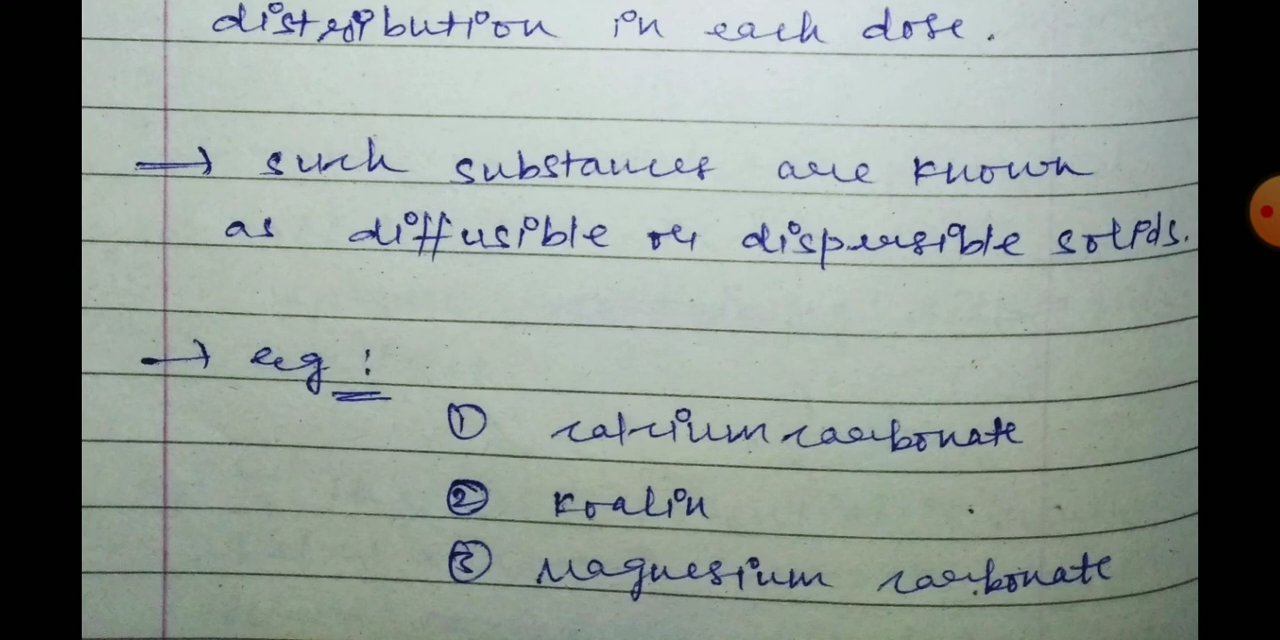 distribution in each dose.
→ such substances are known
as diffusible or dispersible solids.
→ eg :
① calcium carbonate
② Koalin
③ Magnesium carbonate